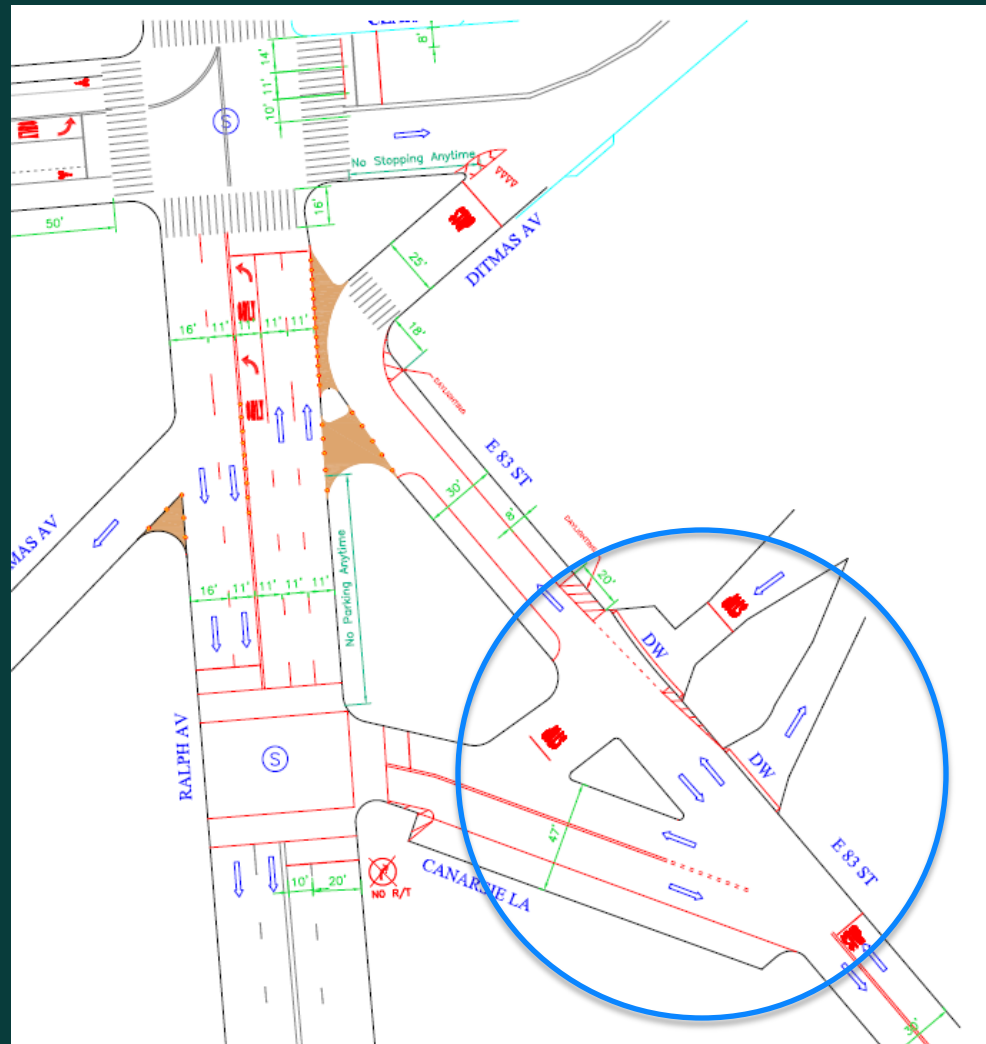 8'
14'
11'
10'
S
No Stopping Anytime
50'
16'
25'
DITMAS AV
ONLY
16'
11'
11'
11'
11'
18'
ONLY
DAYLIGHTING
E 83 ST
30'
8'
DAYLIGHTING
20'
MAS AV
No Parking Anytime
16'
11'
11'
11'
11'
DW
DW
RALPH AV
S
47'
E 83 ST
CANARSIE LA
10'
20'
NO R/T